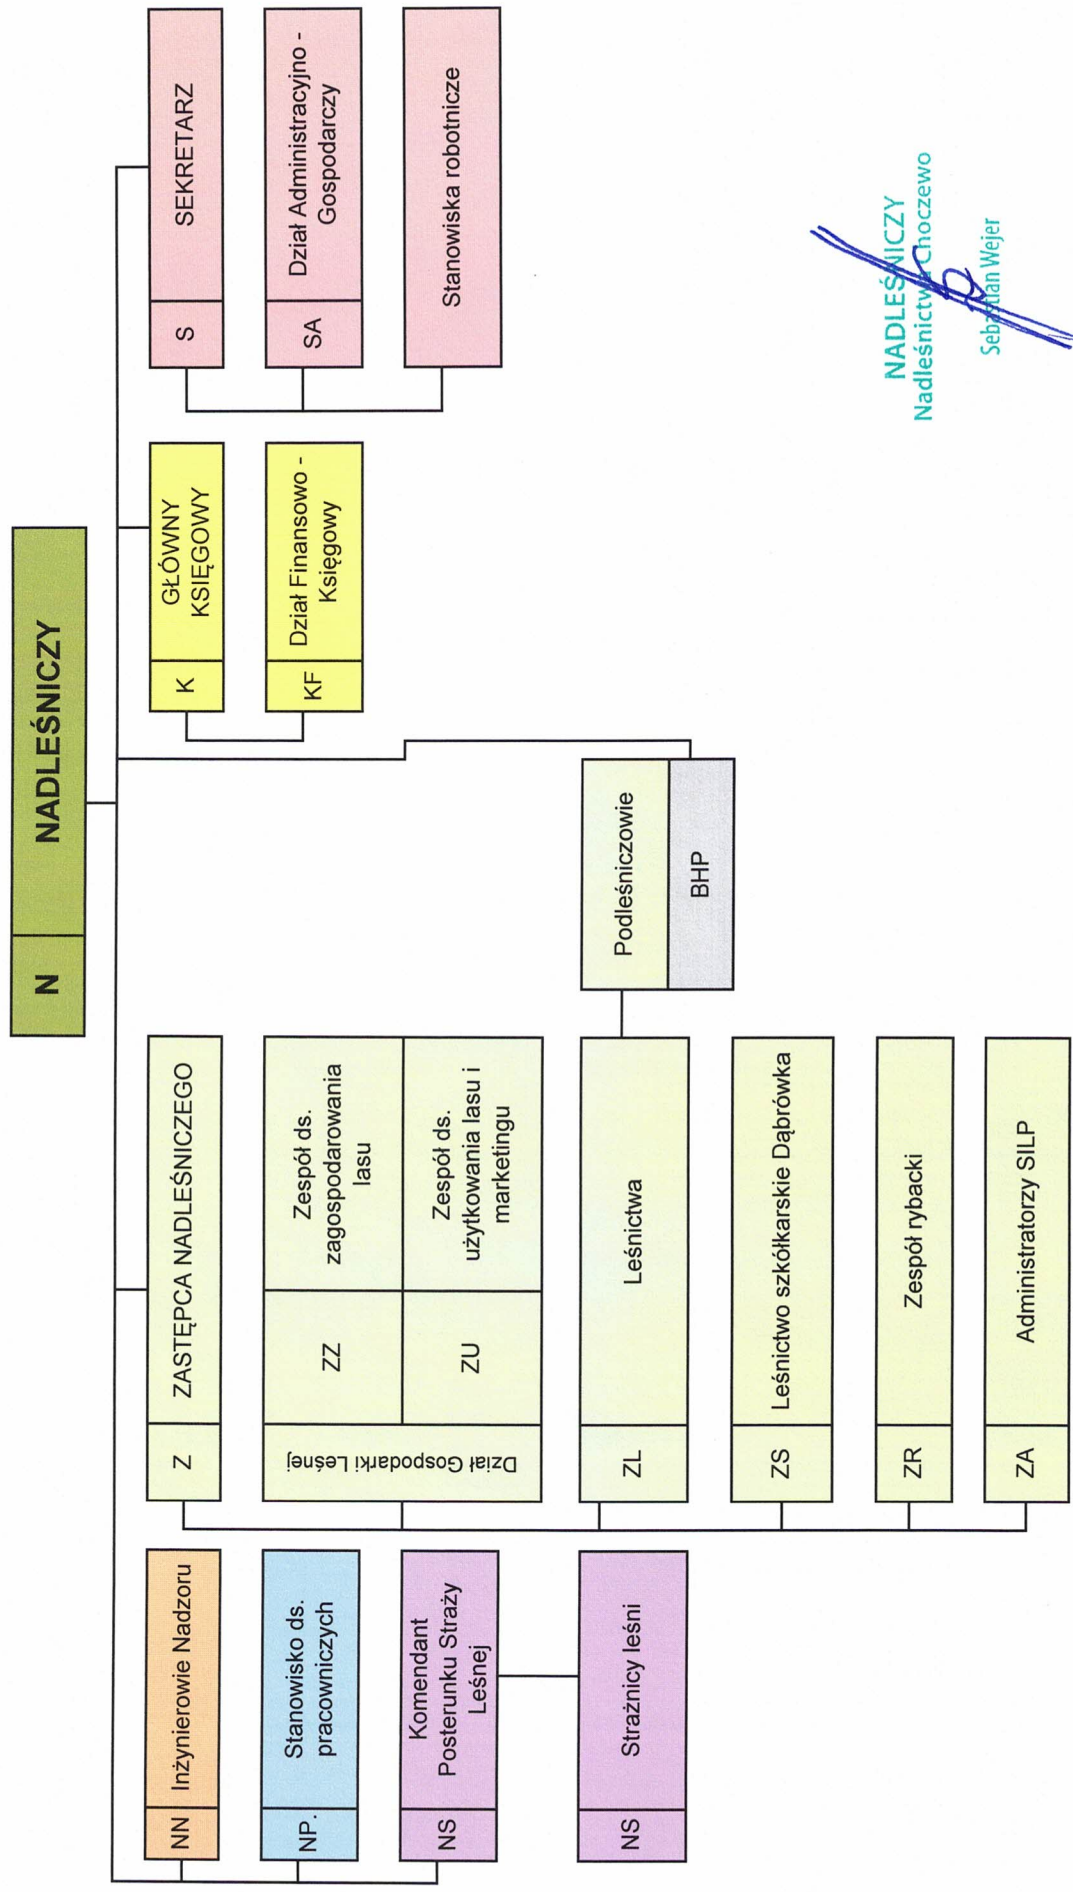 N
NADLEŚNICZY
NN
Inżynierowie Nadzoru
NP.
Stanowisko ds.
pracowniczych
NS
Komendant
Posterunku Straży
Leśnej
NS
Strażnicy leśni
Z
ZASTĘPCA NADLEŚNICZEGO
Dział Gospodarki Leśnej
ZZ
Zespół ds.
zagospodarowania
lasu
ZU
Zespół ds.
użytkowania lasu i
marketingu
ZL
Leśnictwa
Podleśniczowie
BHP
ZS
Leśnictwo szkółkarskie Dąbrówka
ZR
Zespół rybacki
ZA
Administratorzy SILP
K
GŁÓWNY
KSIĘGOWY
KF
Dział Finansowo -
Księgowy
S
SEKRETARZ
SA
Dział Administracyjno -
Gospodarczy
Stanowiska robotnicze
NADLEŚNICZY
Nadleśnictwa Choczewo
Sebastian Wejer